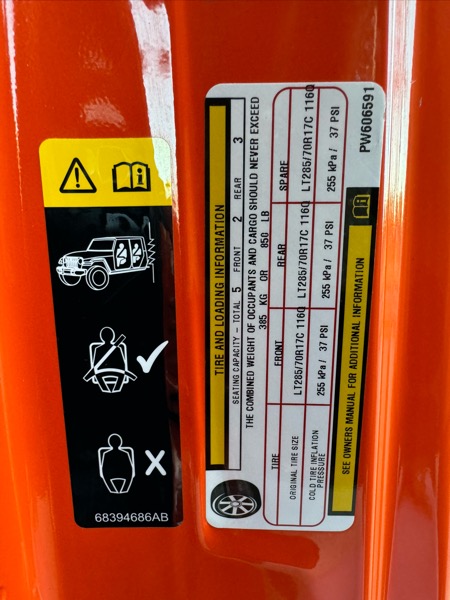 68394686AB
TIRE AND LOADING INFORMATION
SEATING CAPACITY – TOTAL 5 FRONT 2 REAR 3
THE COMBINED WEIGHT OF OCCUPANTS AND CARGO SHOULD NEVER EXCEED
385 KG OR 850 LB
TIRE FRONT REAR SPARE
ORIGINAL TIRE SIZE LT285/70R17C 116Q LT285/70R17C 116Q LT285/70R17C 116Q
COLD TIRE INFLATION
PRESSURE 255 kPa / 37 PSI 255 kPa / 37 PSI 255 kPa / 37 PSI
SEE OWNERS MANUAL FOR ADDITIONAL INFORMATION
PW606591